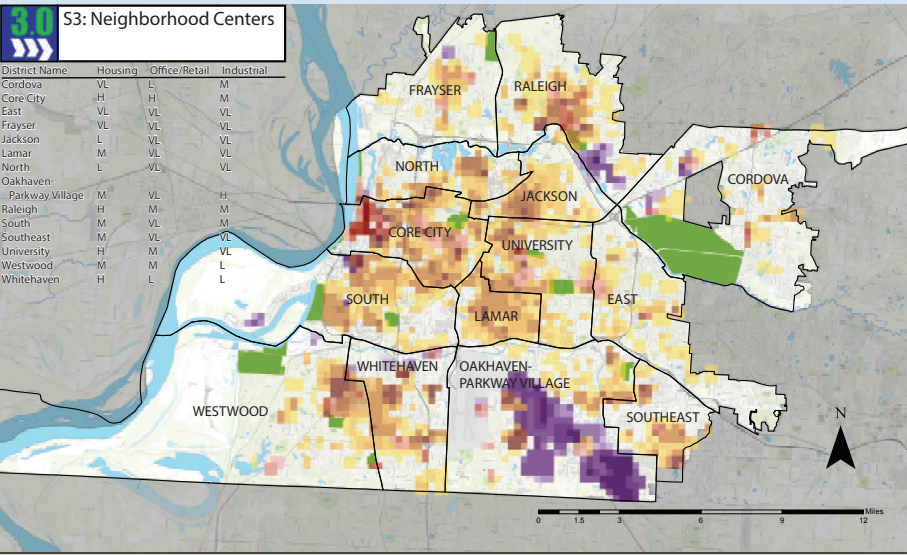 3.0
S3: Neighborhood Centers
District Name Housing Office/Retail Industrial
Cordova VL L M
Core City H H M
East VL VL VL
Frayser VL VL VL
Jackson L VL VL
Lamar M VL VL
North L VL VL
Oakhaven-
Parkway Village M VL H
Raleigh H M M
South M VL M
Southeast M VL VL
University H M VL
Westwood M M L
Whitehaven H L L
FRAYSER
RALEIGH
NORTH
JACKSON
CORDOVA
CORE CITY
UNIVERSITY
SOUTH
LAMAR
EAST
WHITEHAVEN
OAKHAVEN-
PARKWAY VILLAGE
WESTWOOD
SOUTHEAST
N
Miles
0 1.5 3 6 9 12